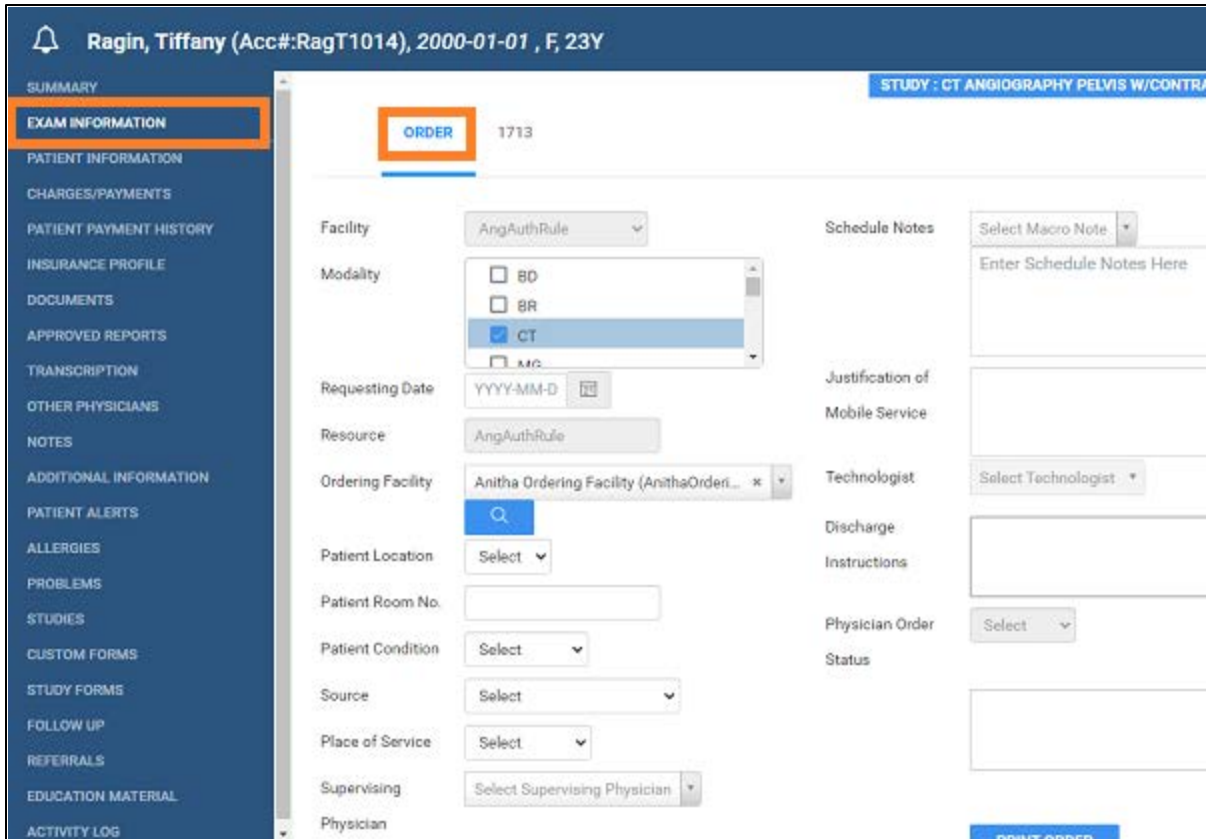 Ragin, Tiffany (Acc#:RagT1014), 2000-01-01 , F, 23Y
SUMMARY
EXAM INFORMATION
PATIENT INFORMATION
CHARGES/PAYMENTS
PATIENT PAYMENT HISTORY
INSURANCE PROFILE
DOCUMENTS
APPROVED REPORTS
TRANSCRIPTION
OTHER PHYSICIANS
NOTES
ADDITIONAL INFORMATION
PATIENT ALERTS
ALLERGIES
PROBLEMS
STUDIES
CUSTOM FORMS
STUDY FORMS
FOLLOW UP
REFERRALS
EDUCATION MATERIAL
ACTIVITY LOG
STUDY : CT ANGIOGRAPHY PELVIS W/CONTRA
ORDER 1713
Facility AngAuthRule
Modality
BD
BR
CT
MG
Requesting Date YYYY-MM-D
Resource AngAuthRule
Ordering Facility Anitha Ordering Facility (AnithaOrderi...
Patient Location Select
Patient Room No.
Patient Condition Select
Source Select
Place of Service Select
Supervising Select Supervising Physician
Physician
Schedule Notes Select Macro Note
Enter Schedule Notes Here
Justification of
Mobile Service
Technologist Select Technologist
Discharge
Instructions
Physician Order Select
Status
PRINT ORDER